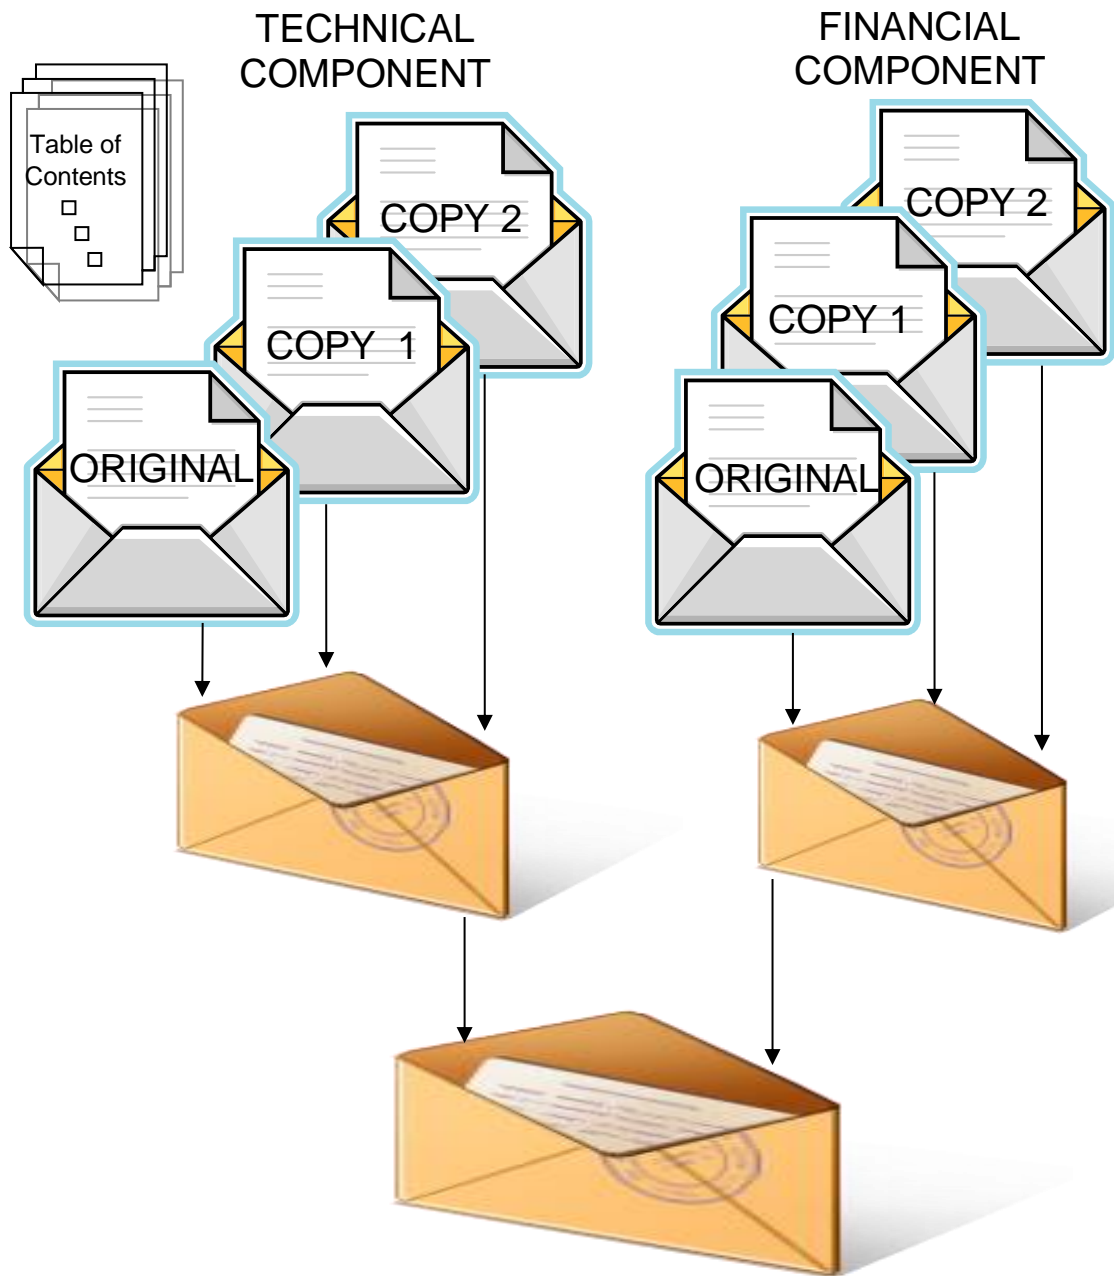 TECHNICAL
COMPONENT
FINANCIAL
COMPONENT
Table of
Contents
COPY 2
COPY 1
ORIGINAL
COPY 2
COPY 1
ORIGINAL